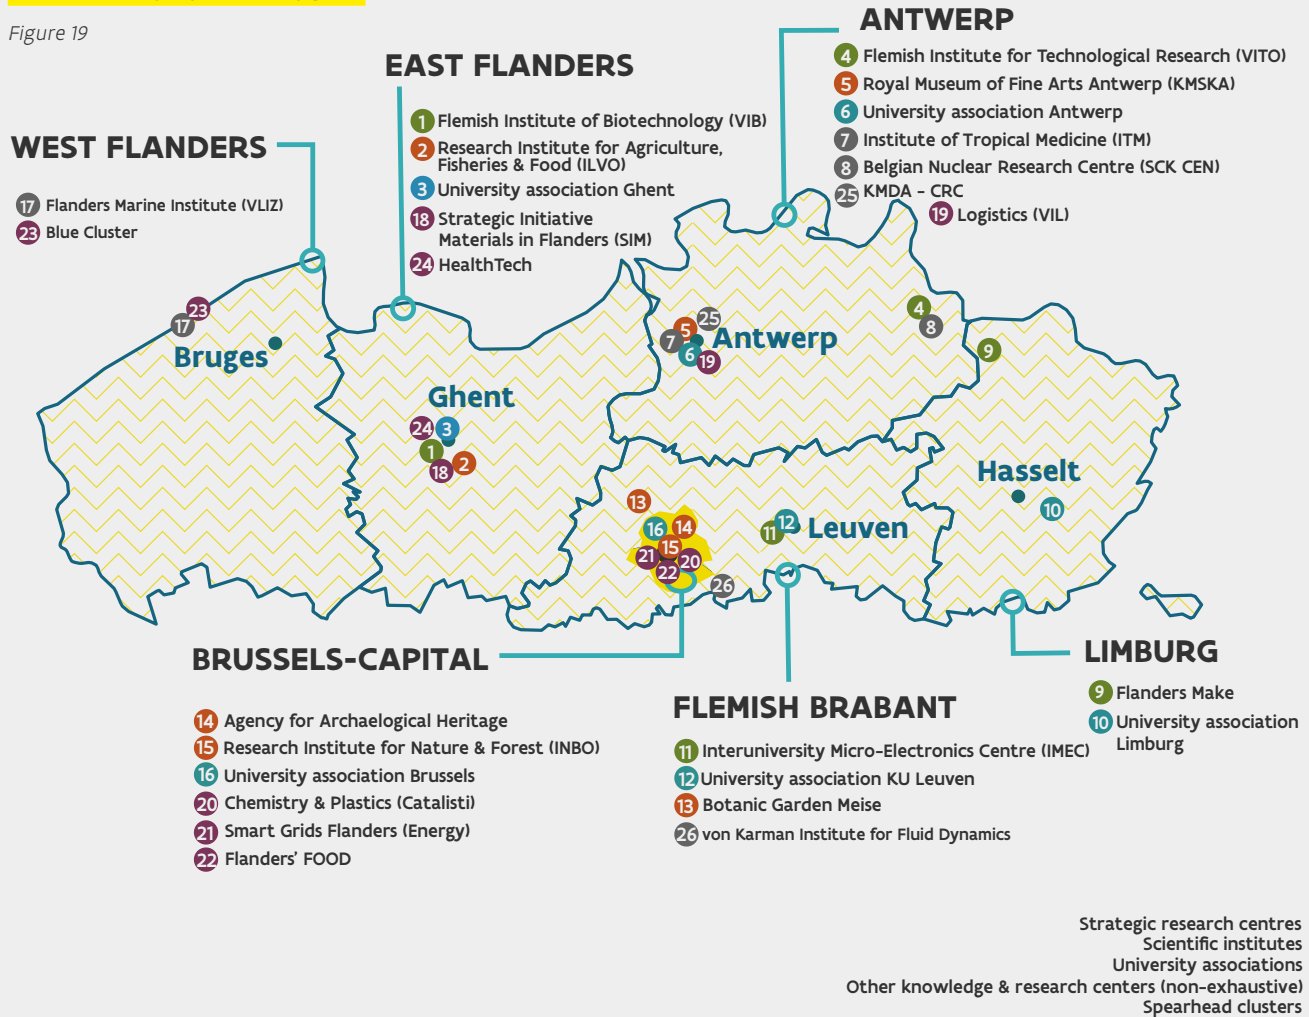 Figure 19
WEST FLANDERS
17 Flanders Marine Institute (VLIZ)
23 Blue Cluster
EAST FLANDERS
1 Flemish Institute of Biotechnology (VIB)
2 Research Institute for Agriculture,
Fisheries & Food (ILVO)
3 University association Ghent
18 Strategic Initiative
Materials in Flanders (SIM)
24 HealthTech
ANTWERP
4 Flemish Institute for Technological Research (VITO)
5 Royal Museum of Fine Arts Antwerp (KMSKA)
6 University association Antwerp
7 Institute of Tropical Medicine (ITM)
8 Belgian Nuclear Research Centre (SCK CEN)
25 KMDA - CRC
19 Logistics (VIL)
23
17
Bruges
Ghent
24 3
1
18 2
25
5
7 Antwerp
6 19
4
8
9
Hasselt
10
13
16 14
15
21 20
22
26
12
11 Leuven
BRUSSELS-CAPITAL
14 Agency for Archaelogical Heritage
15 Research Institute for Nature & Forest (INBO)
16 University association Brussels
20 Chemistry & Plastics (Catalisti)
21 Smart Grids Flanders (Energy)
22 Flanders' FOOD
FLEMISH BRABANT
11 Interuniversity Micro-Electronics Centre (IMEC)
12 University association KU Leuven
13 Botanic Garden Meise
26 von Karman Institute for Fluid Dynamics
LIMBURG
9 Flanders Make
10 University association
Limburg
Strategic research centres
Scientific institutes
University associations
Other knowledge & research centers (non-exhaustive)
Spearhead clusters